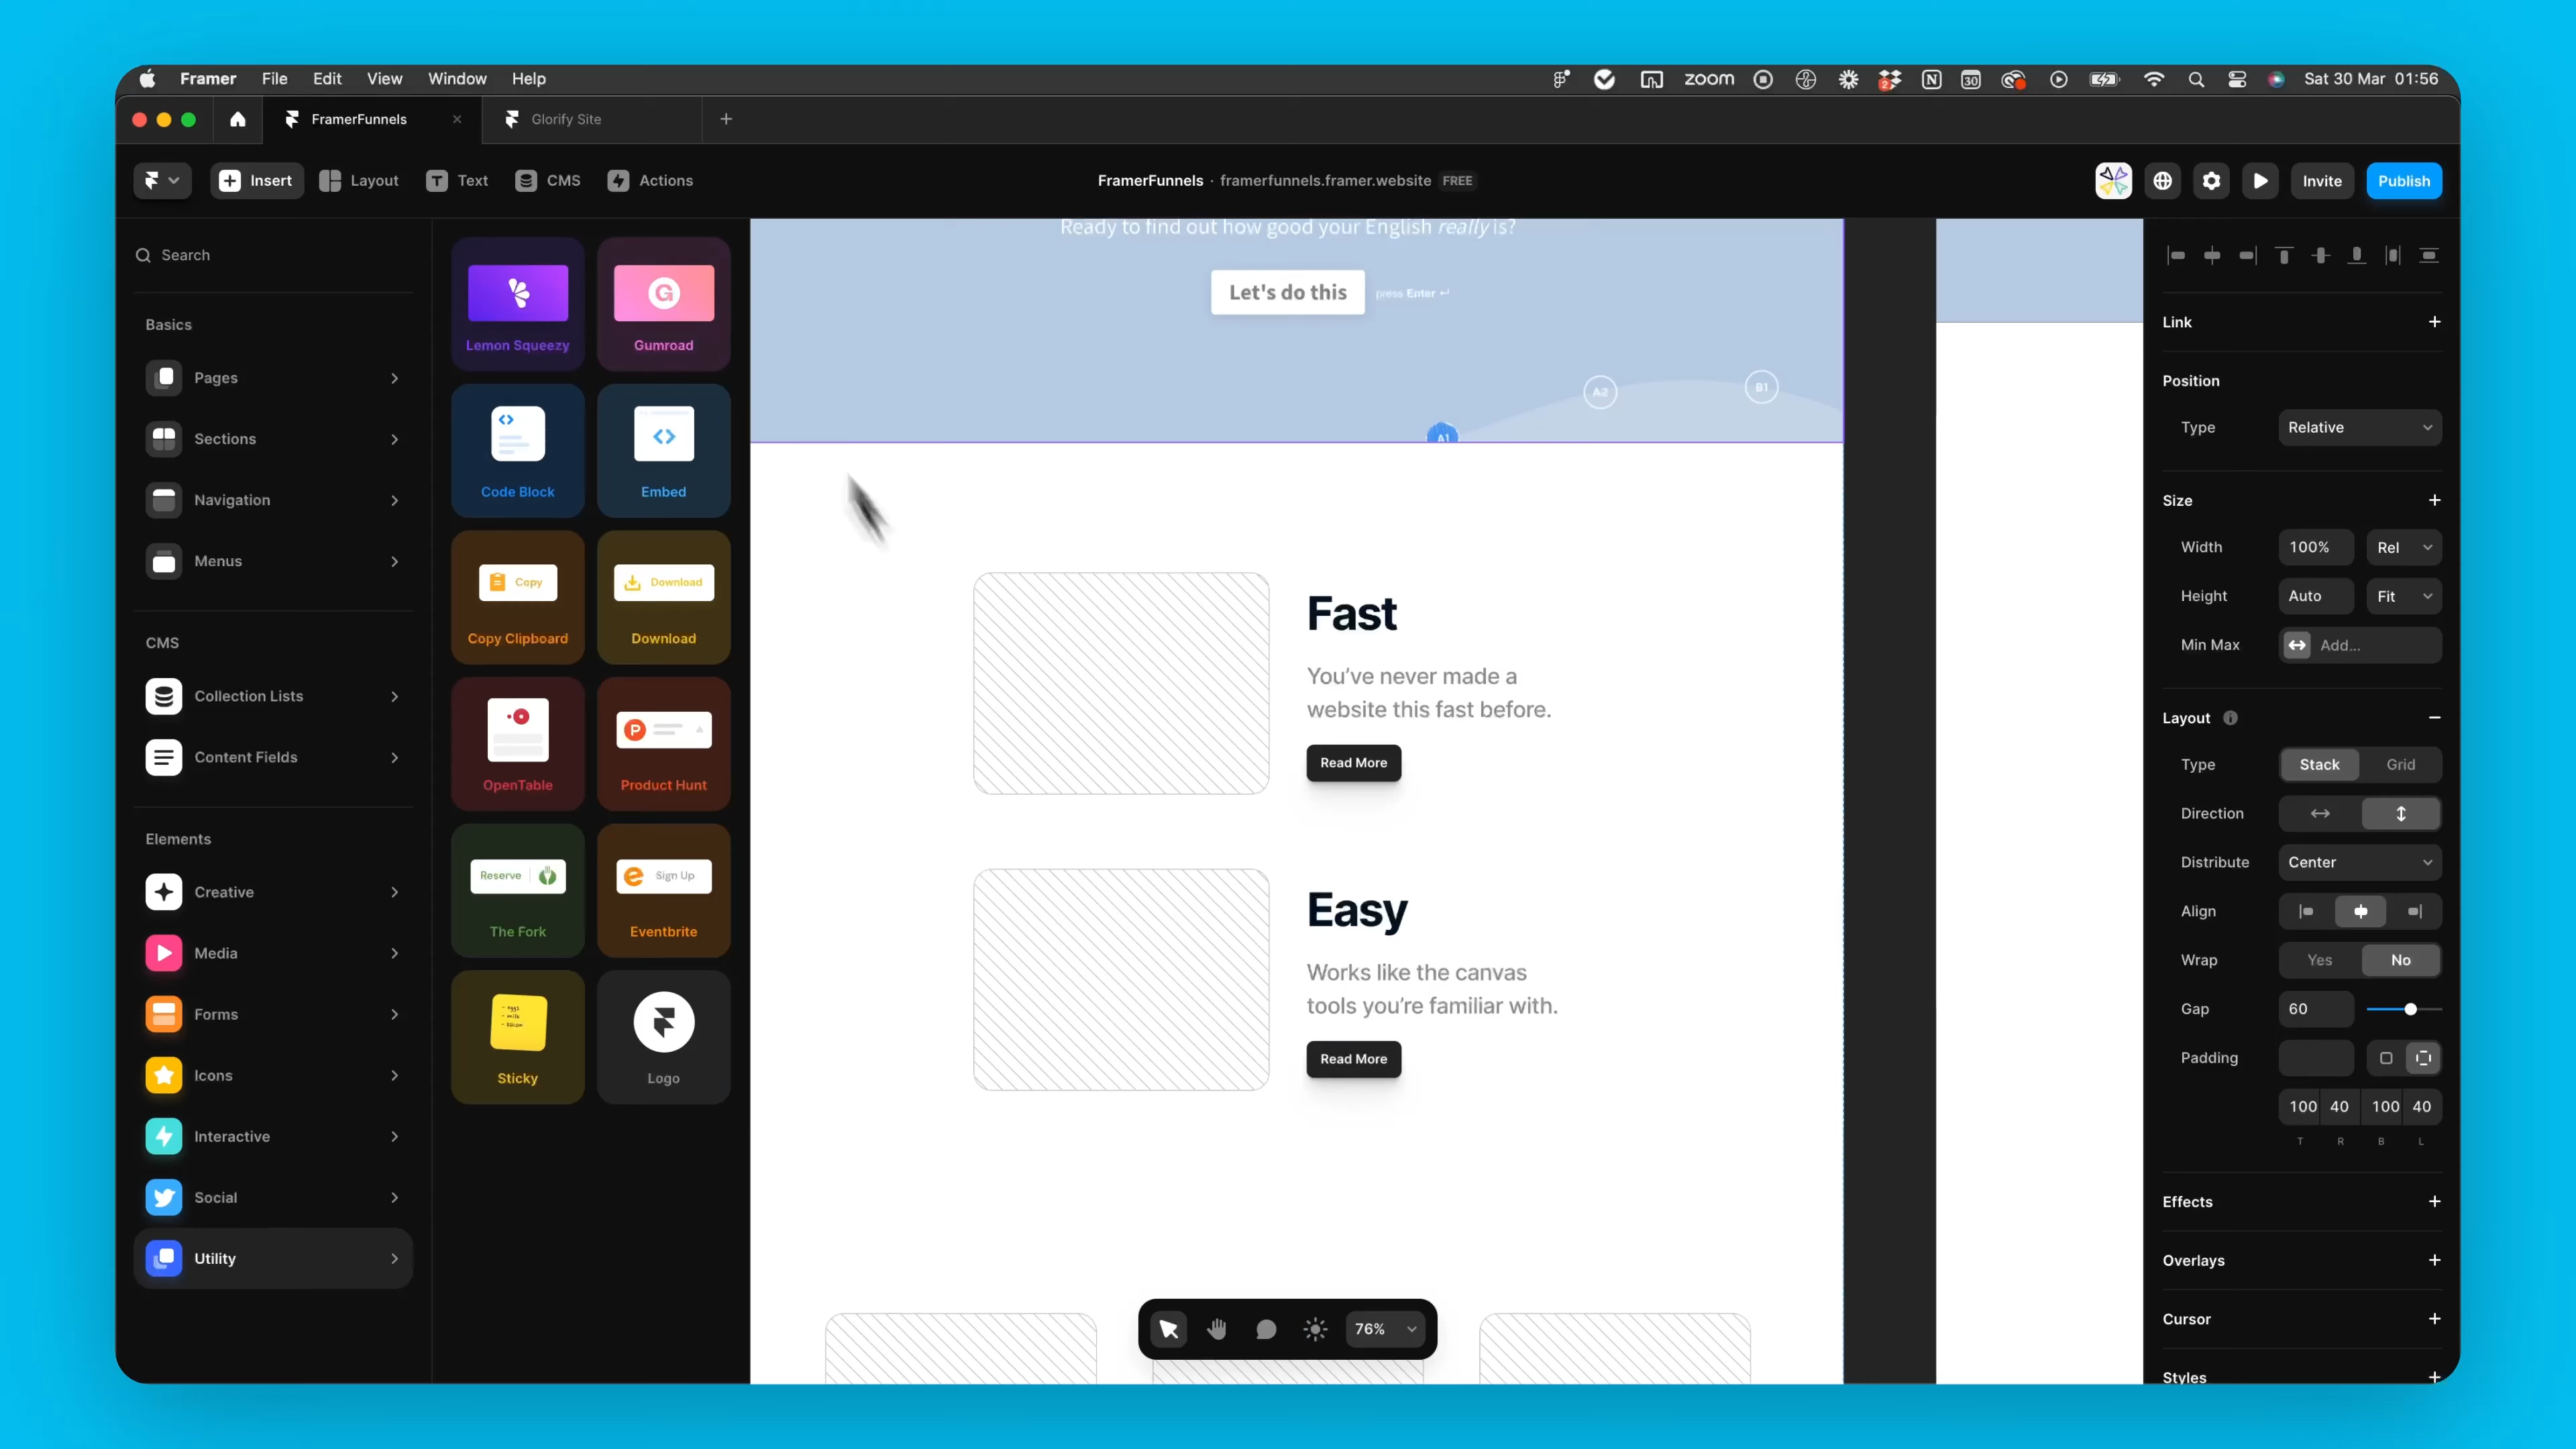 Framer File Edit View Window Help
zoom
2
30
Sat 30 Mar 01:56
FramerFunnels
Glorify Site
Insert Layout Text CMS Actions
FramerFunnels · framerfunnels.framer.website FREE
Invite
Publish
Search
Basics
Pages
Sections
Navigation
Menus
CMS
Collection Lists
Content Fields
Elements
Creative
Media
Forms
Icons
Interactive
Social
Utility
Lemon Squeezy
G
Gumroad
Code Block
Embed
Copy
Copy Clipboard
Download
Download
OpenTable
P
Product Hunt
Reserve
The Fork
Sign Up
Eventbrite
Sticky
Logo
Ready to find out how good your English really is?
Let's do this
press Enter ↵
A1
A2
B1
Fast
You've never made a
website this fast before.
Read More
Easy
Works like the canvas
tools you're familiar with.
Read More
76%
Link
Position
Type Relative
Size
Width 100% Rel
Height Auto Fit
Min Max Add...
Layout
Type Stack Grid
Direction
Distribute Center
Align
Wrap Yes No
Gap 60
Padding
100 40 100 40
T R B L
Effects
Overlays
Cursor
Styles